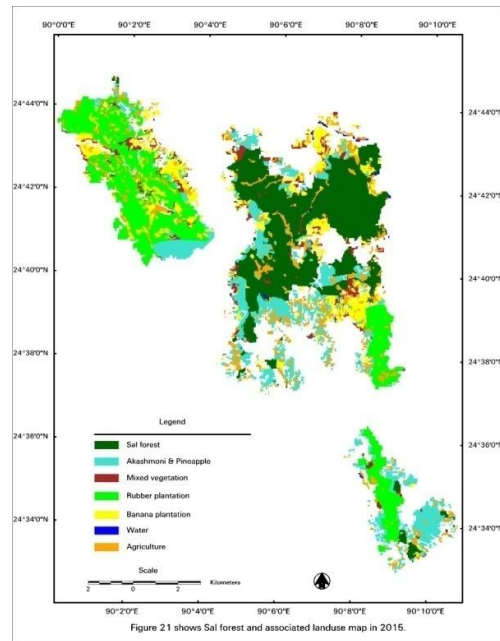 90°0'0"E 90°2'0"E 90°4'5"E 90°6'0"E 90°8'0"E 90°10'0"E
24°44'0"N 24°44'0"N
24°42'0"N 24°42'0"N
24°40'0"N 24°40'0"N
24°38'0"N 24°38'0"N
24°36'0"N 24°36'0"N
24°34'0"N 24°34'0"N
Legend
Sal forest
Akashmoni & Pineapple
Mixed vegetation
Rubber plantation
Banana plantation
Water
Agriculture
Scale
2 0 2 Kilometers
90°2'0"E 90°4'5"E 90°6'0"E 90°8'0"E 90°10'0"E
Figure 21 shows Sal forest and associated landuse map in 2015.